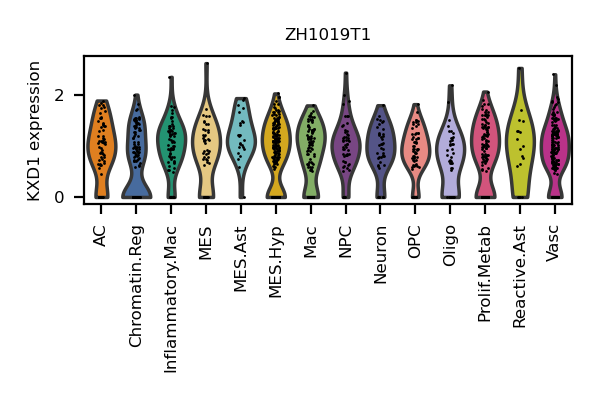 ZH1019T1
KXD1 expression
2
0
AC
Chromatin.Reg
Inflammatory.Mac
MES
MES.Ast
MES.Hyp
Mac
NPC
Neuron
OPC
Oligo
Prolif.Metab
Reactive.Ast
Vasc